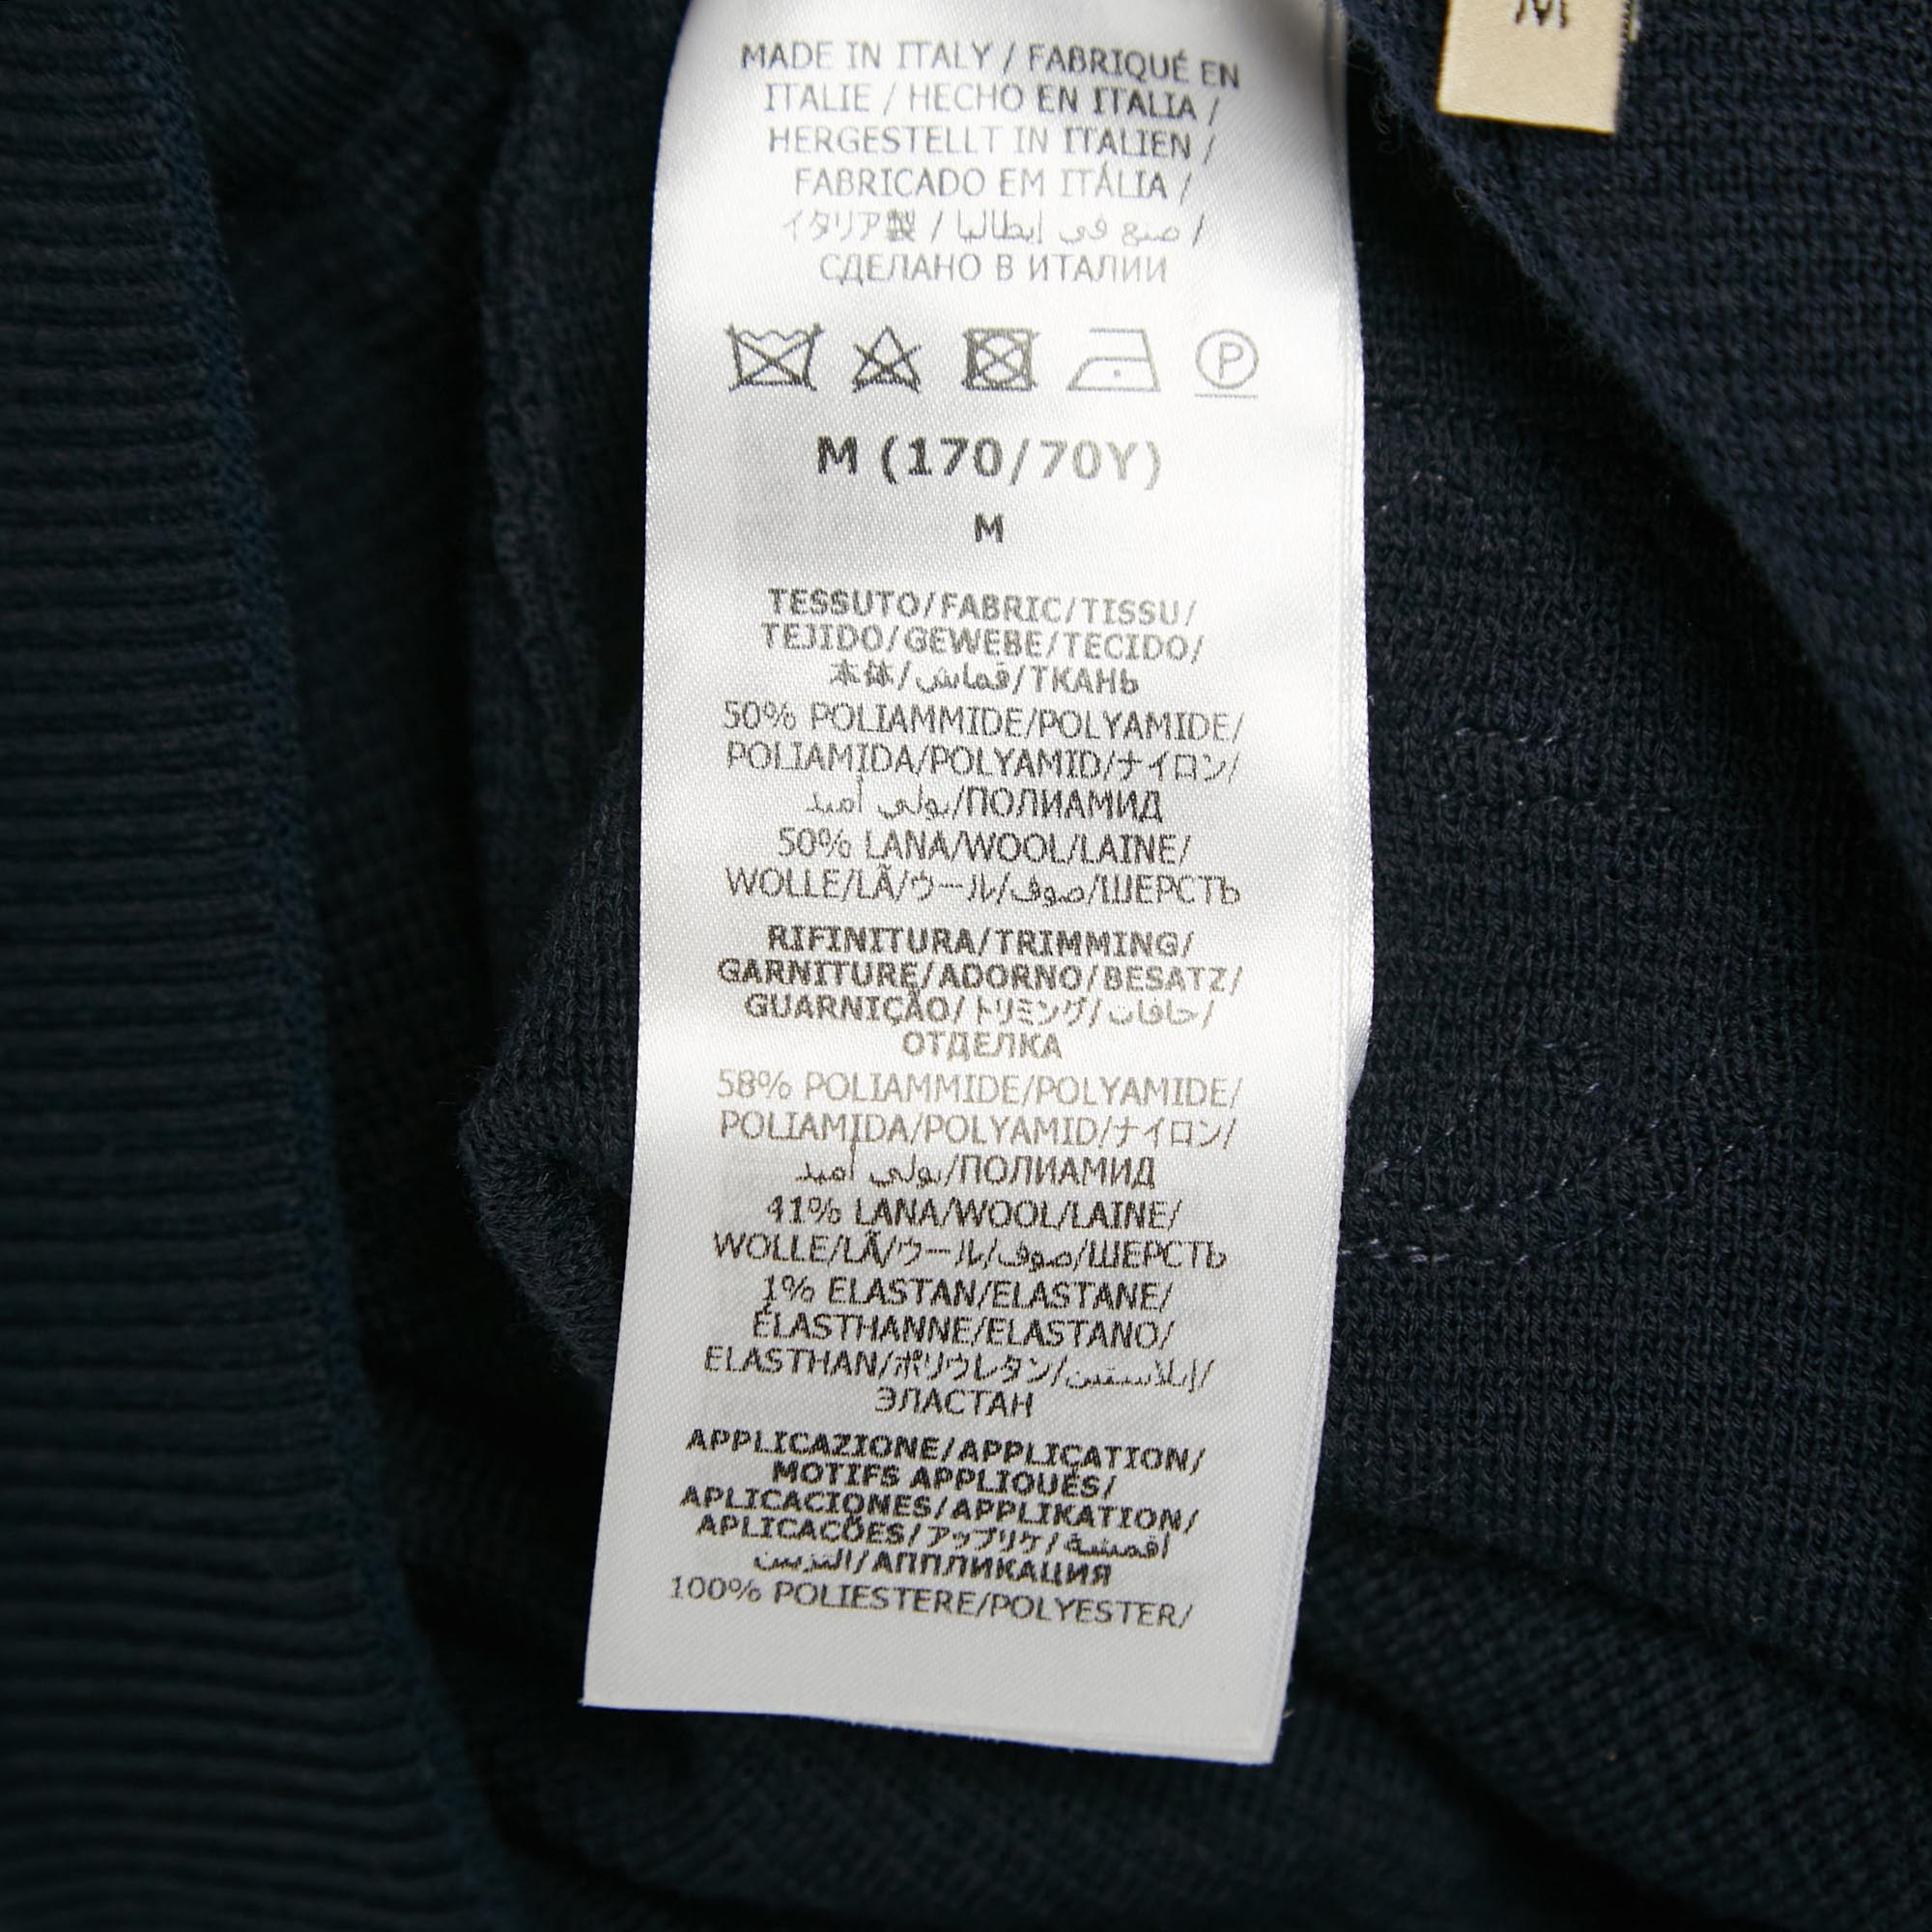 M
MADE IN ITALY / FABRIQUÉ EN
ITALIE / HECHO EN ITALIA /
HERGESTELLT IN ITALIEN /
FABRICADO EM ITÁLIA /
イタリア製 / صنع في إيطاليا /
СДЕЛАНО В ИТАЛИИ
P
M (170/70Y)
M
TESSUTO/FABRIC/TISSU/
TEJIDO/GEWEBE/TECIDO/
本体/قماش/ТКАНЬ
50% POLIAMMIDE/POLYAMIDE/
POLIAMIDA/POLYAMID/ナイロン/
بولي أميد/ПОЛИАМИД
50% LANA/WOOL/LAINE/
WOLLE/LÃ/ウール/صوف/ШЕРСТЬ
RIFINITURA/TRIMMING/
GARNITURE/ADORNO/BESATZ/
GUARNIÇÃO/トリミング/حافات/
ОТДЕЛКА
58% POLIAMMIDE/POLYAMIDE/
POLIAMIDA/POLYAMID/ナイロン/
بولي أميد/ПОЛИАМИД
41% LANA/WOOL/LAINE/
WOLLE/LÃ/ウール/صوف/ШЕРСТЬ
1% ELASTAN/ELASTANE/
ÉLASTHANNE/ELASTANO/
ELASTHAN/ポリウレタン/إيلاستين/
ЭЛАСТАН
APPLICAZIONE/APPLICATION/
MOTIFS APPLIQUÉS/
APLICACIONES/APPLIKATION/
APLICAÇÕES/アップリケ/أقمشة
التزيين/АППЛИКАЦИЯ
100% POLIESTERE/POLYESTER/